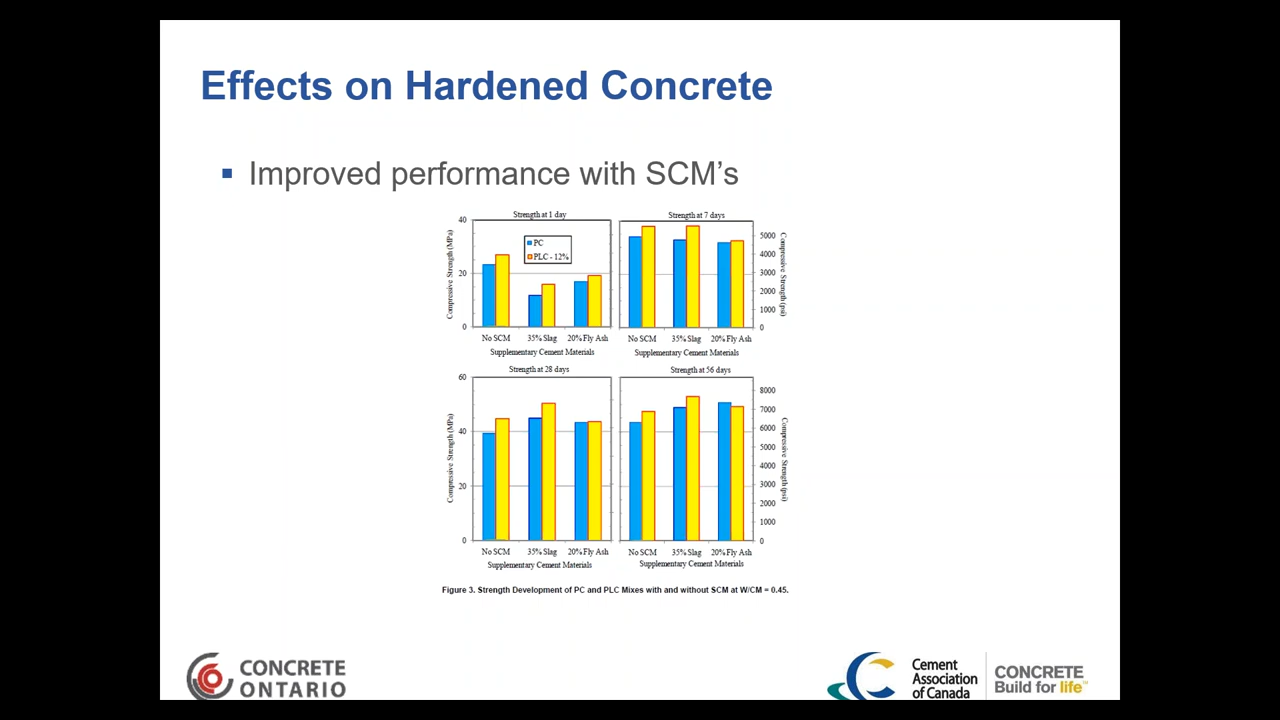 Effects on Hardened Concrete
▪ Improved performance with SCM's
Strength at 1 day
Compressive Strength (MPa)
40
20
0
PC
PLC - 12%
No SCM 35% Slag 20% Fly Ash
Supplementary Cement Materials
Strength at 7 days
5000
4000
3000
2000
1000
0
Compressive Strength (psi)
No SCM 35% Slag 20% Fly Ash
Supplementary Cement Materials
Strength at 28 days
Compressive Strength (MPa)
60
40
20
0
No SCM 35% Slag 20% Fly Ash
Supplementary Cement Materials
Strength at 56 days
8000
7000
6000
5000
4000
3000
2000
1000
0
Compressive Strength (psi)
No SCM 35% Slag 20% Fly Ash
Supplementary Cement Materials
Figure 3. Strength Development of PC and PLC Mixes with and without SCM at W/CM = 0.45.
CONCRETE
ONTARIO
Cement
Association
of Canada
CONCRETE
Build for life™